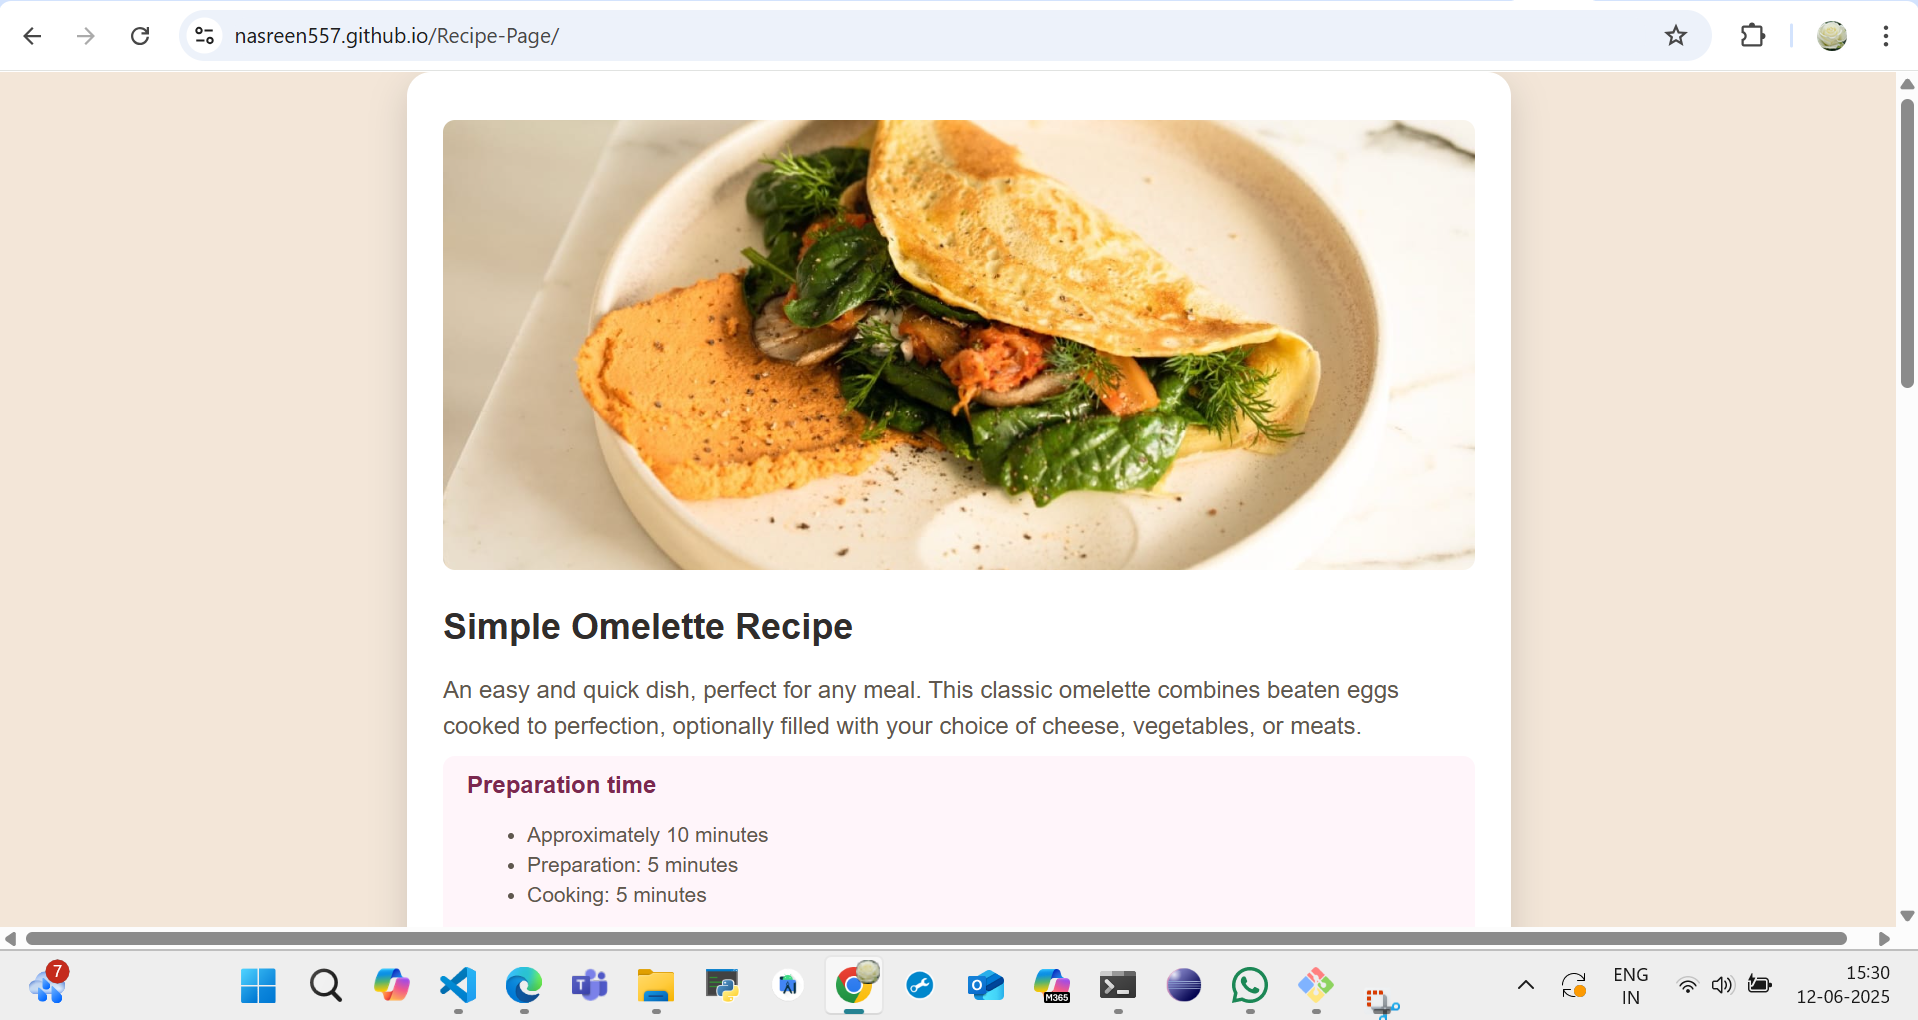 nasreen557.github.io/Recipe-Page/
Simple Omelette Recipe
An easy and quick dish, perfect for any meal. This classic omelette combines beaten eggs
cooked to perfection, optionally filled with your choice of cheese, vegetables, or meats.
Preparation time
Approximately 10 minutes
Preparation: 5 minutes
Cooking: 5 minutes
7
T
AI
O
M365
ENG
IN
15:30
12-06-2025